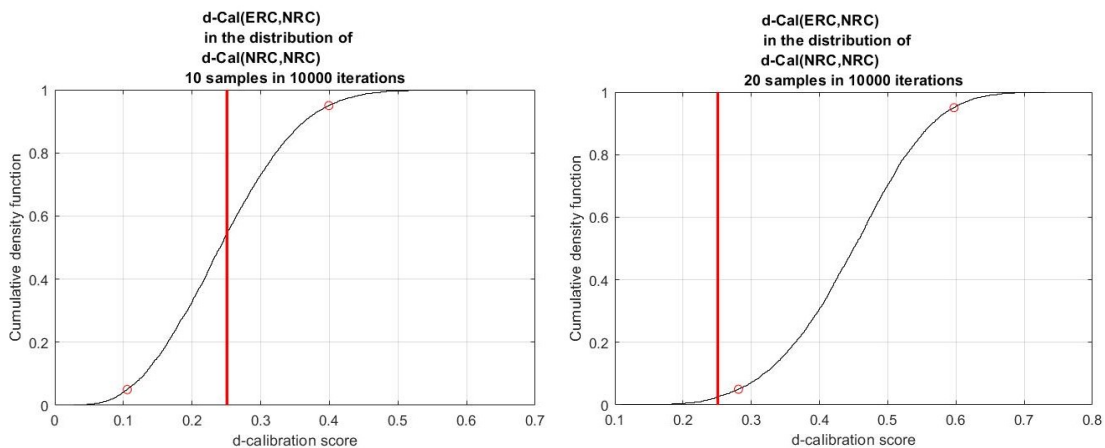 d-Cal(ERC,NRC)
in the distribution of
d-Cal(NRC,NRC)
10 samples in 10000 iterations
1
0.8
0.6
0.4
0.2
0
Cumulative density function
0
0.1
0.2
0.3
0.4
0.5
0.6
0.7
d-calibration score
d-Cal(ERC,NRC)
in the distribution of
d-Cal(NRC,NRC)
20 samples in 10000 iterations
1
0.8
0.6
0.4
0.2
0
Cumulative density function
0.1
0.2
0.3
0.4
0.5
0.6
0.7
0.8
d-calibration score